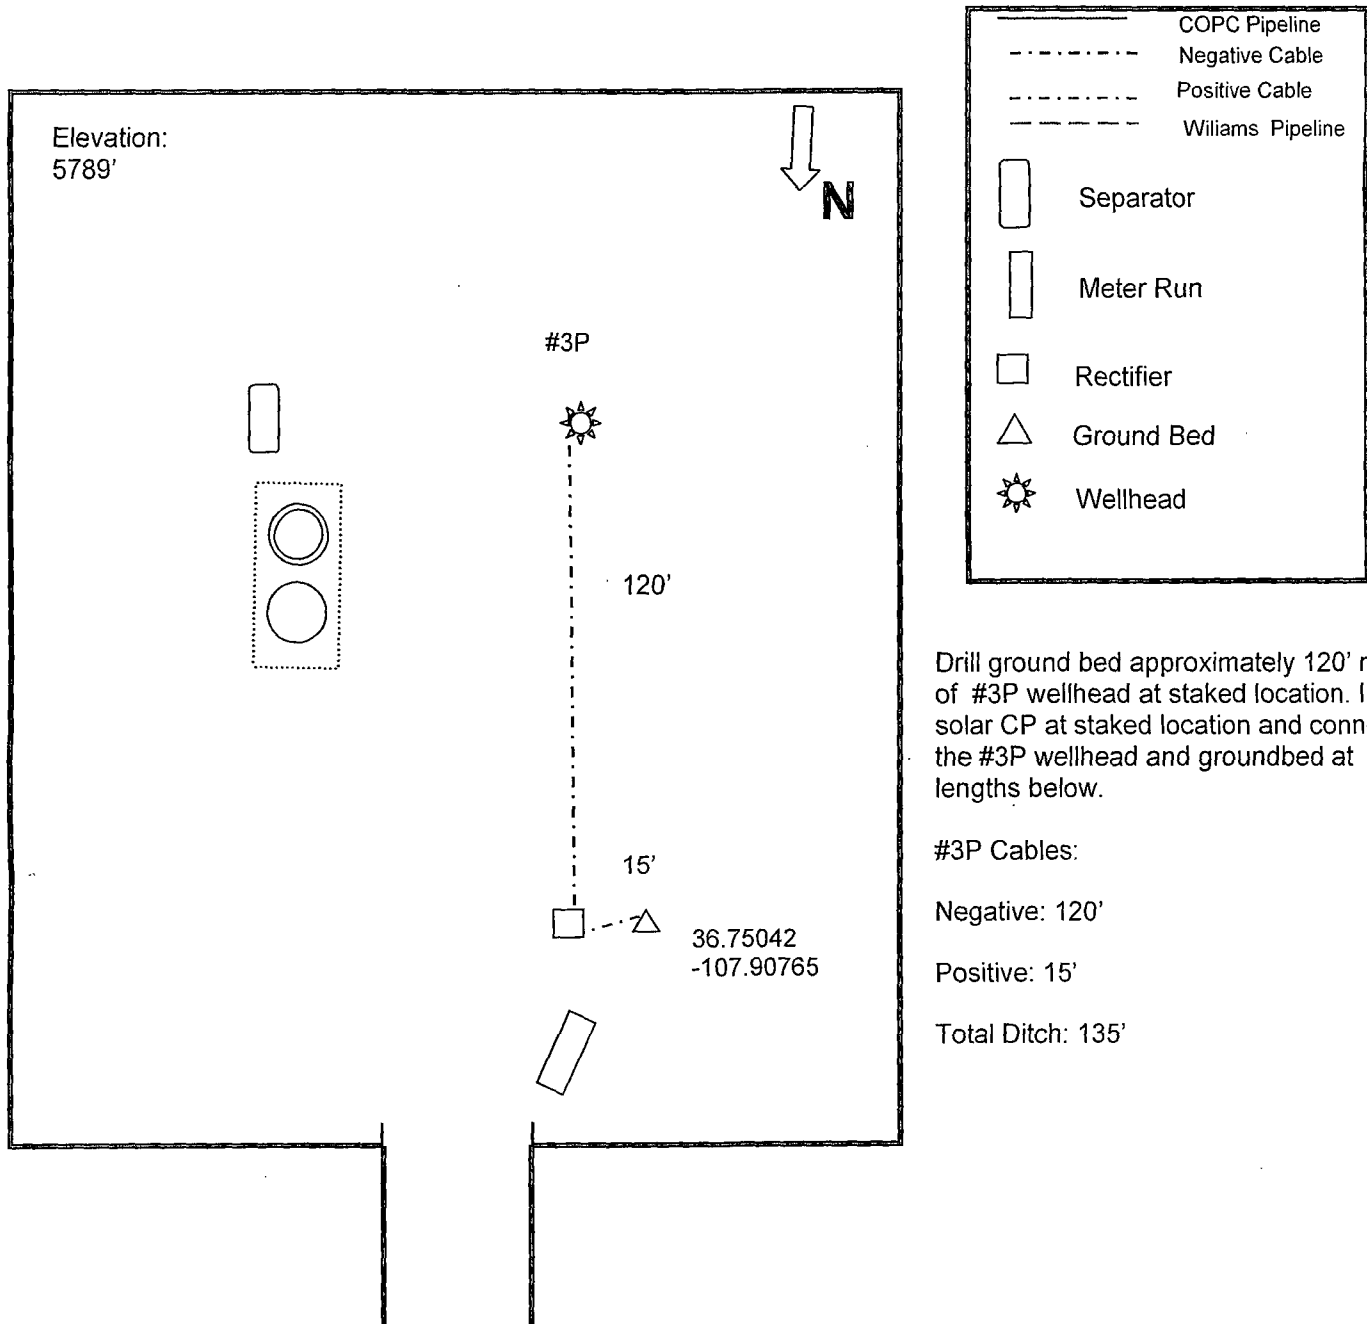 COPC Pipeline
Negative Cable
Positive Cable
Wiliams Pipeline
Separator
Meter Run
Rectifier
Ground Bed
Wellhead
Elevation:
5789'
N
#3P
120'
15'
36.75042
-107.90765
Drill ground bed approximately 120'
of #3P wellhead at staked location.
solar CP at staked location and conn
the #3P wellhead and groundbed at
lengths below.
#3P Cables:
Negative: 120'
Positive: 15'
Total Ditch: 135'